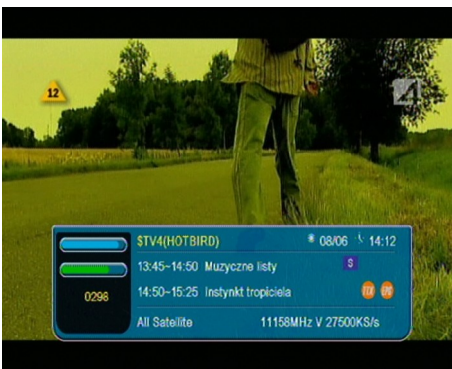 12
4
$TV4(HOTBIRD) 08/06 14:12
13:45~14:50 Muzyczne listy S
14:50~15:25 Instynkt tropiciela TXT EPG
0298
All Satellite 11158MHz V 27500KS/s